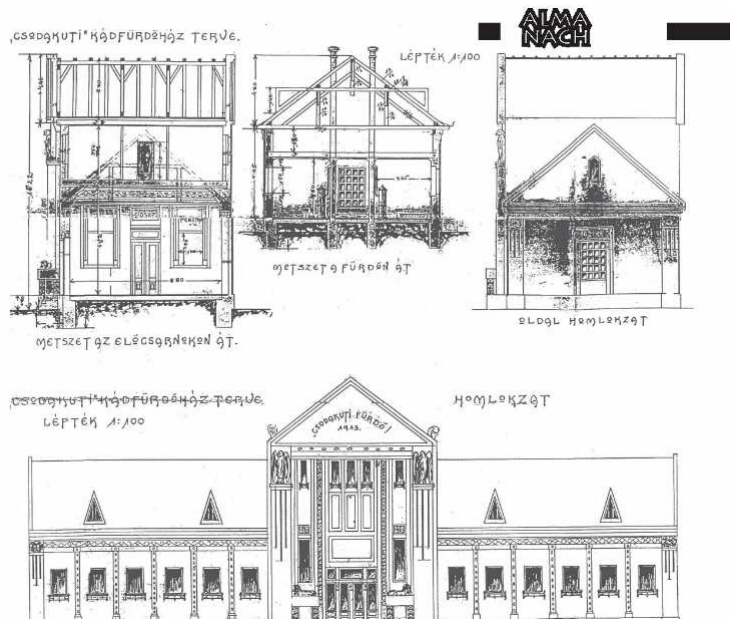 ALMA
NACH
„CSODAKUTI” KÁDFÜRDŐHÁZ TERVE.
LÉPTÉK 1:100
METSZET A FÜRDŐN ÁT
OLDAL HOMLOKZAT
METSZET AZ ELŐCSARNOKON ÁT.
„CSODAKUTI” KÁDFÜRDŐHÁZ TERVE.
HOMLOKZAT
LÉPTÉK 1:100
„CSODAKUTI FÜRDŐ”
1913.